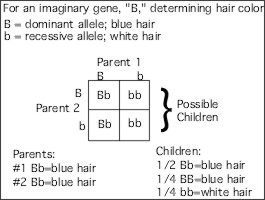 For an imaginary gene, "B," determining hair color
B = dominant allele; blue hair
b = recessive allele; white hair
Parent 1
B b
B Bb bb
Parent 2
b Bb bb
Possible
Children
Parents:
#1 Bb=blue hair
#2 Bb=blue hair
Children:
1/2 Bb=blue hair
1/4 BB=blue hair
1/4 bb=white hair